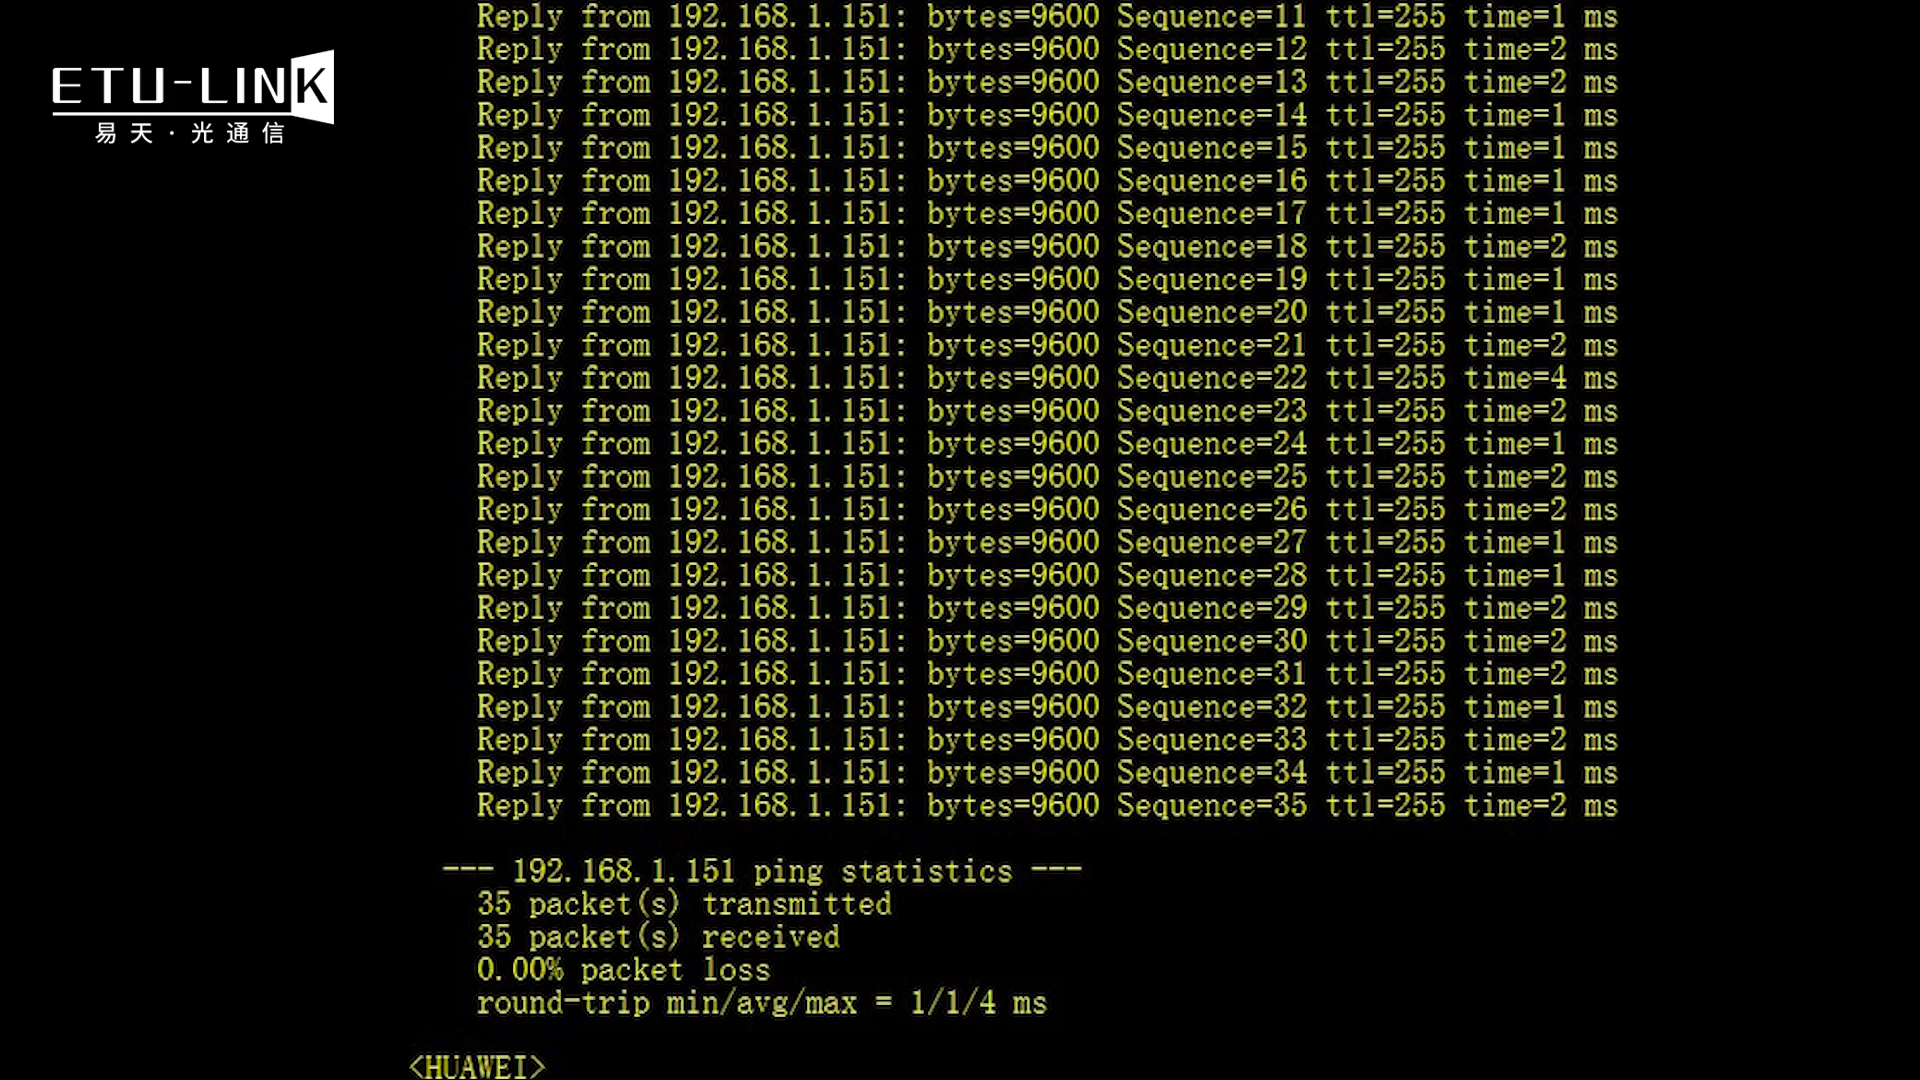 ETU-LINK
易天·光通信
Reply from 192.168.1.151: bytes=9600 Sequence=11 ttl=255 time=1 ms
Reply from 192.168.1.151: bytes=9600 Sequence=12 ttl=255 time=2 ms
Reply from 192.168.1.151: bytes=9600 Sequence=13 ttl=255 time=2 ms
Reply from 192.168.1.151: bytes=9600 Sequence=14 ttl=255 time=1 ms
Reply from 192.168.1.151: bytes=9600 Sequence=15 ttl=255 time=1 ms
Reply from 192.168.1.151: bytes=9600 Sequence=16 ttl=255 time=1 ms
Reply from 192.168.1.151: bytes=9600 Sequence=17 ttl=255 time=1 ms
Reply from 192.168.1.151: bytes=9600 Sequence=18 ttl=255 time=2 ms
Reply from 192.168.1.151: bytes=9600 Sequence=19 ttl=255 time=1 ms
Reply from 192.168.1.151: bytes=9600 Sequence=20 ttl=255 time=1 ms
Reply from 192.168.1.151: bytes=9600 Sequence=21 ttl=255 time=2 ms
Reply from 192.168.1.151: bytes=9600 Sequence=22 ttl=255 time=4 ms
Reply from 192.168.1.151: bytes=9600 Sequence=23 ttl=255 time=2 ms
Reply from 192.168.1.151: bytes=9600 Sequence=24 ttl=255 time=1 ms
Reply from 192.168.1.151: bytes=9600 Sequence=25 ttl=255 time=2 ms
Reply from 192.168.1.151: bytes=9600 Sequence=26 ttl=255 time=2 ms
Reply from 192.168.1.151: bytes=9600 Sequence=27 ttl=255 time=1 ms
Reply from 192.168.1.151: bytes=9600 Sequence=28 ttl=255 time=1 ms
Reply from 192.168.1.151: bytes=9600 Sequence=29 ttl=255 time=2 ms
Reply from 192.168.1.151: bytes=9600 Sequence=30 ttl=255 time=2 ms
Reply from 192.168.1.151: bytes=9600 Sequence=31 ttl=255 time=2 ms
Reply from 192.168.1.151: bytes=9600 Sequence=32 ttl=255 time=1 ms
Reply from 192.168.1.151: bytes=9600 Sequence=33 ttl=255 time=2 ms
Reply from 192.168.1.151: bytes=9600 Sequence=34 ttl=255 time=1 ms
Reply from 192.168.1.151: bytes=9600 Sequence=35 ttl=255 time=2 ms
--- 192.168.1.151 ping statistics ---
35 packet(s) transmitted
35 packet(s) received
0.00% packet loss
round-trip min/avg/max = 1/1/4 ms
<HUAWEI>